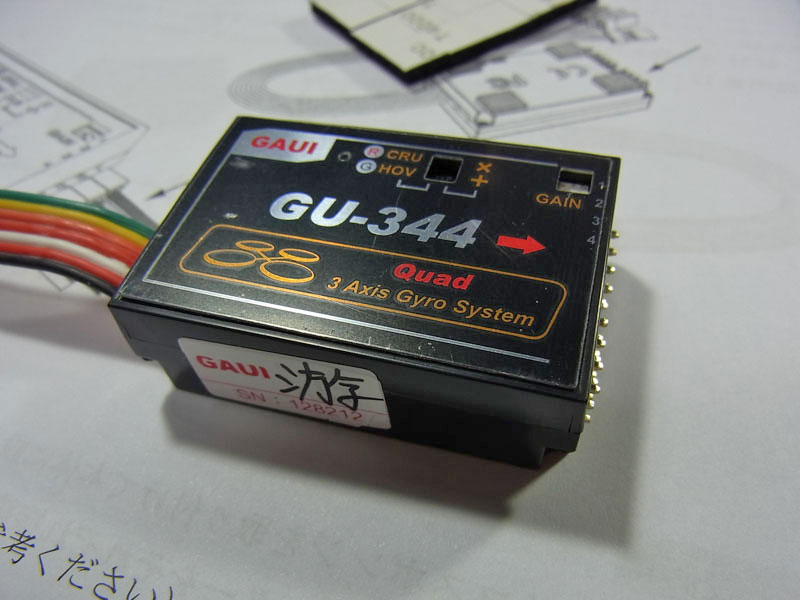 GAUI
R CRU
G HOV
× +
GAIN
1
2
3
4
GU-344
Quad
3 Axis Gyro System
GAUI
SN : 128212
考ください